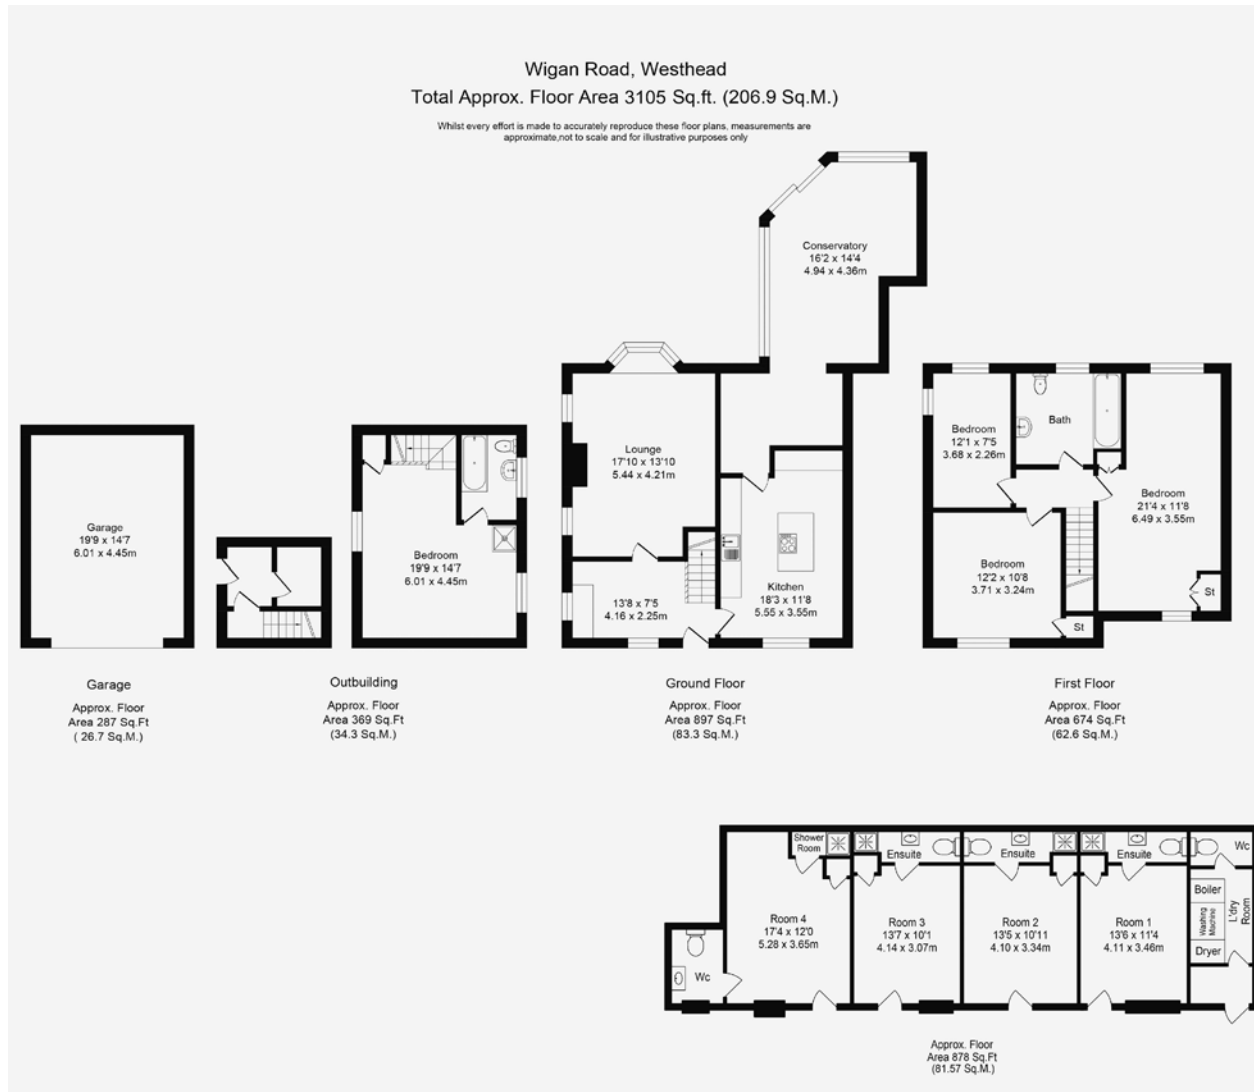 Wigan Road, Westhead
Total Approx. Floor Area 3105 Sq.ft. (206.9 Sq.M.)
Whilst every effort is made to accurately reproduce these floor plans, measurements are
approximate,not to scale and for illustrative purposes only
Conservatory
16'2 x 14'4
4.94 x 4.36m
Garage
19'9 x 14'7
6.01 x 4.45m
Bedroom
19'9 x 14'7
6.01 x 4.45m
Lounge
17'10 x 13'10
5.44 x 4.21m
13'8 x 7'5
4.16 x 2.25m
Kitchen
18'3 x 11'8
5.55 x 3.55m
Bedroom
12'1 x 7'5
3.68 x 2.26m
Bath
Bedroom
21'4 x 11'8
6.49 x 3.55m
Bedroom
12'2 x 10'8
3.71 x 3.24m
St
St
Garage
Approx. Floor
Area 287 Sq.Ft
( 26.7 Sq.M.)
Outbuilding
Approx. Floor
Area 369 Sq.Ft
(34.3 Sq.M.)
Ground Floor
Approx. Floor
Area 897 Sq.Ft
(83.3 Sq.M.)
First Floor
Approx. Floor
Area 674 Sq.Ft
(62.6 Sq.M.)
Shower
Room
Ensuite
Ensuite
Ensuite
Wc
Room 4
17'4 x 12'0
5.28 x 3.65m
Room 3
13'7 x 10'1
4.14 x 3.07m
Room 2
13'5 x 10'11
4.10 x 3.34m
Room 1
13'6 x 11'4
4.11 x 3.46m
Boiler
Washing
Machine
Dryer
L'dry
Room
Wc
Approx. Floor
Area 878 Sq.Ft
(81.57 Sq.M.)